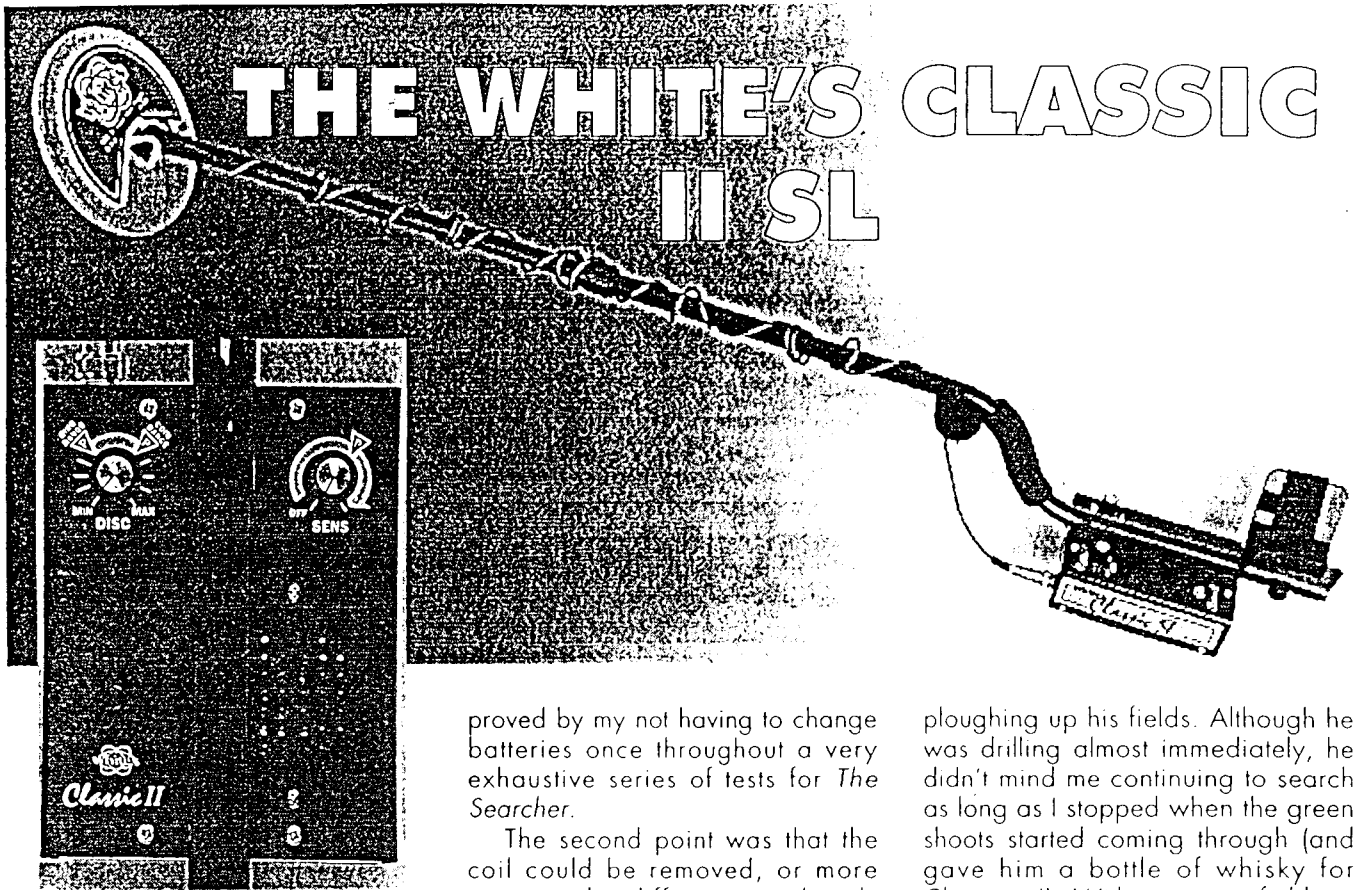 THE WHITE'S CLASSIC
II SL
MIN MAX
DISC
OFF
SENS
Classic II
proved by my not having to change
batteries once throughout a very
exhaustive series of tests for The
Searcher.
The second point was that the
coil could be removed, or more
ploughing up his fields. Although he
was drilling almost immediately, he
didn't mind me continuing to search
as long as I stopped when the green
shoots started coming through (and
gave him a bottle of whisky for